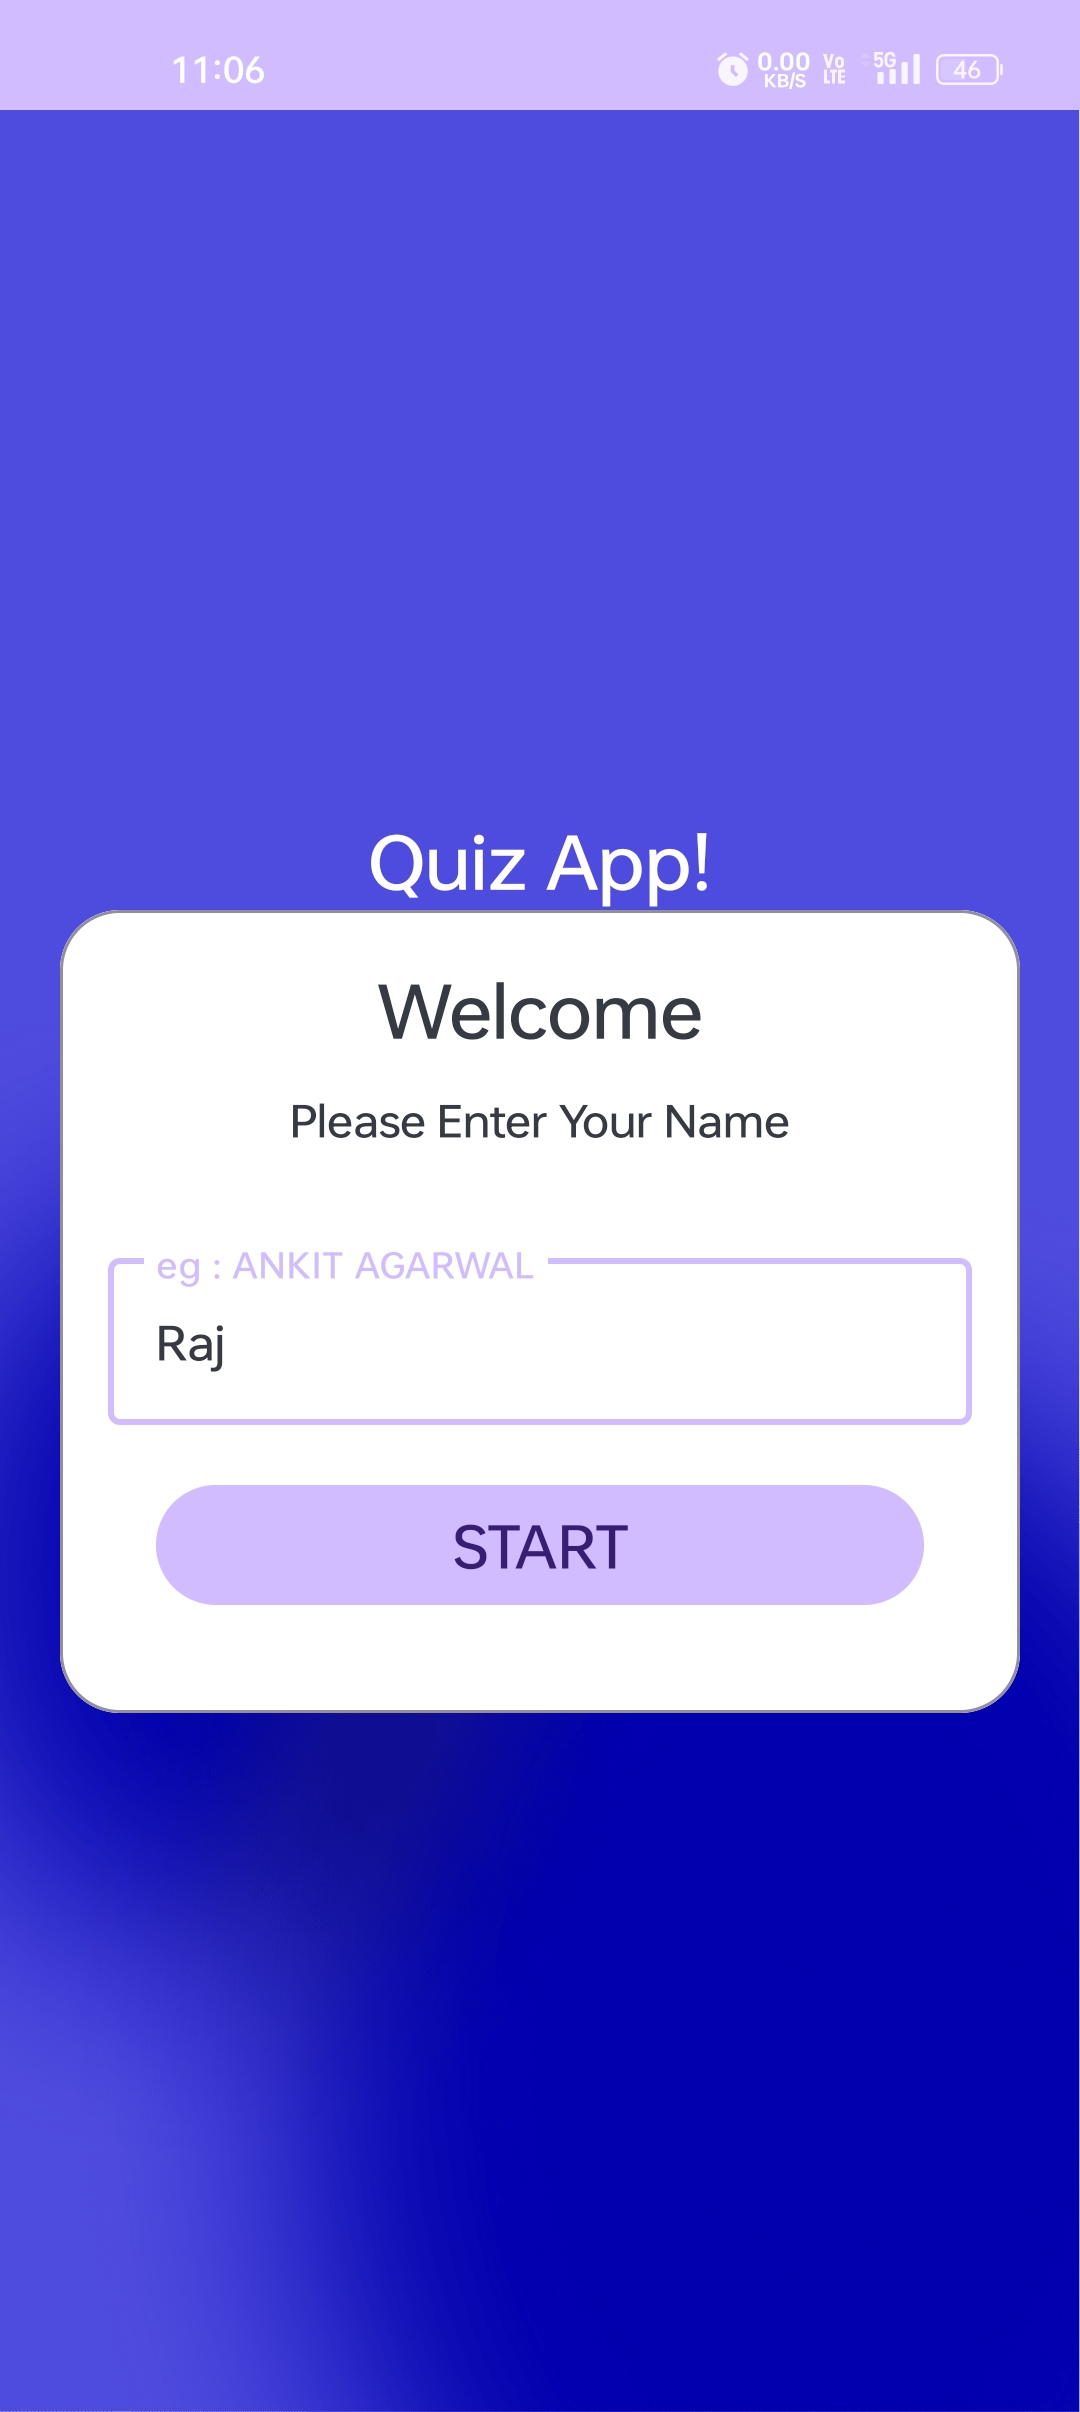 11:06 0.00 KB/S Vo LTE 5G 46
Quiz App!
Welcome
Please Enter Your Name
eg : ANKIT AGARWAL
Raj
START